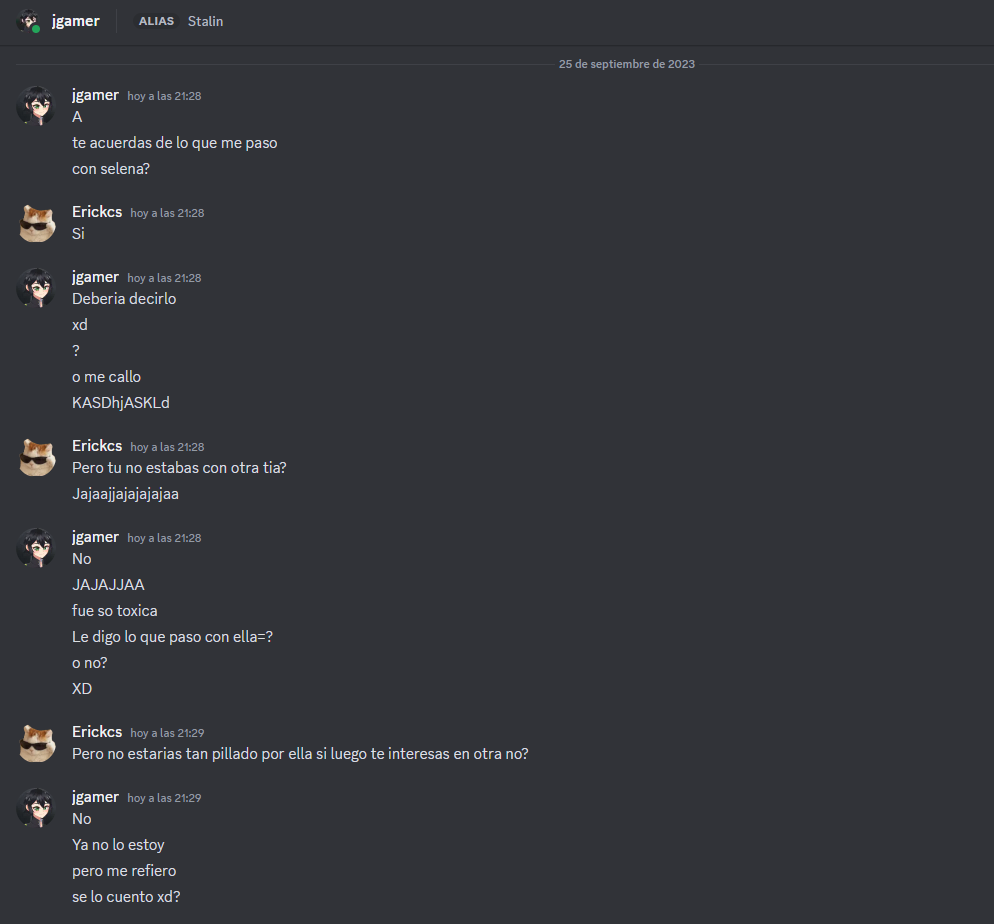 jgamer ALIAS Stalin
25 de septiembre de 2023
jgamer hoy a las 21:28
A
te acuerdas de lo que me paso
con selena?
Erickcs hoy a las 21:28
Si
jgamer hoy a las 21:28
Deberia decirlo
xd
?
o me callo
KASDhjASKLd
Erickcs hoy a las 21:28
Pero tu no estabas con otra tia?
Jajaajjajajajajaa
jgamer hoy a las 21:28
No
JAJAJJAA
fue so toxica
Le digo lo que paso con ella=?
o no?
XD
Erickcs hoy a las 21:29
Pero no estarias tan pillado por ella si luego te interesas en otra no?
jgamer hoy a las 21:29
No
Ya no lo estoy
pero me refiero
se lo cuento xd?